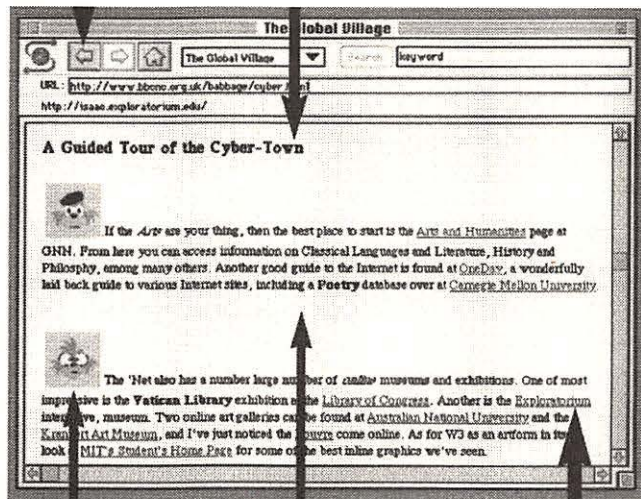 The Global Village
The Global Village Search keyword
URL: http://www.bbcnc.org.uk/babbage/cyber.html
http://isaac.exploratorium.edu/
A Guided Tour of the Cyber-Town
If the Arts are your thing, then the best place to start is the Arts and Humanities page at
GNN. From here you can access information on Classical Languages and Literature, History and
Philosphy, among many others. Another good guide to the Internet is found at OneDay, a wonderfully
laid back guide to various Internet sites, including a Poetry database over at Carnegie Mellon University
The 'Net also has a number large number of online museums and exhibitions. One of most
impressive is the Vatican Library exhibition at the Library of Congress. Another is the Exploratorium
interactive, museum. Two online art galleries can be found at Australian National University and the
Krannert Art Museum, and I've just noticed the Louvre come online. As for W3 as an artform in
look MIT's Student's Home Page for some of the best inline graphics we've seen.